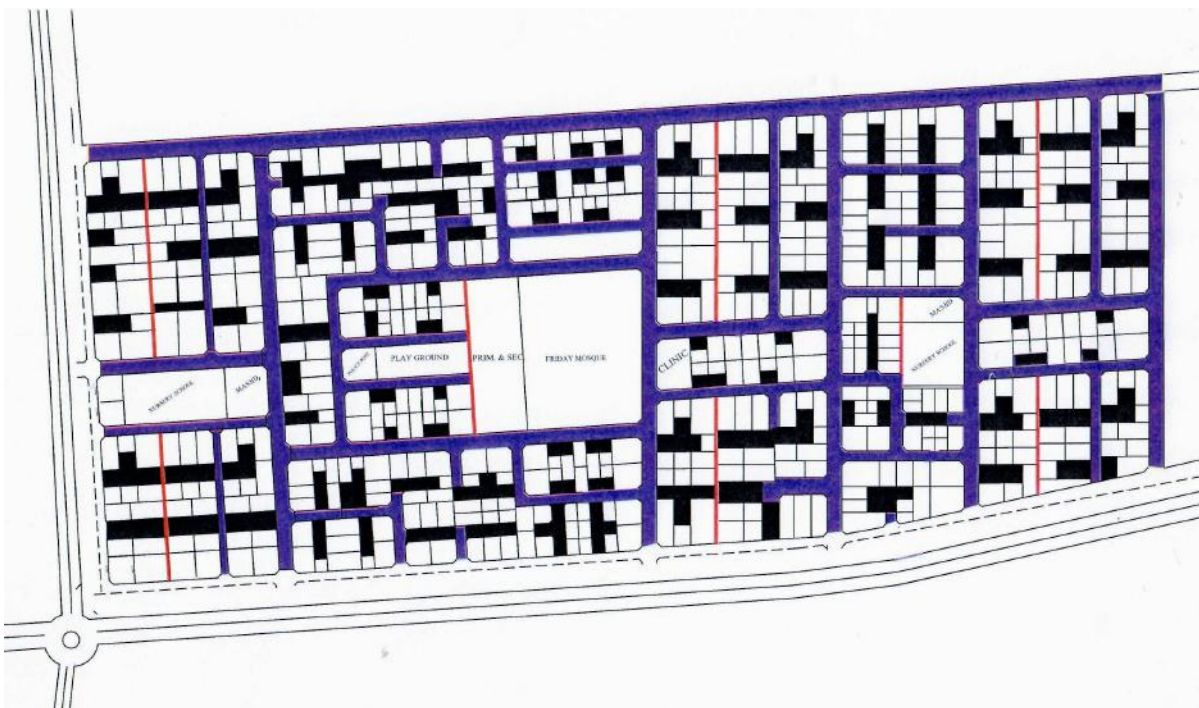 MASJID
NURSERY SCHOOL
PLAY GROUND
PRIM. & SEC
FRIDAY MOSQUE
CLINIC
NURSERY SCHOOL
MASJID